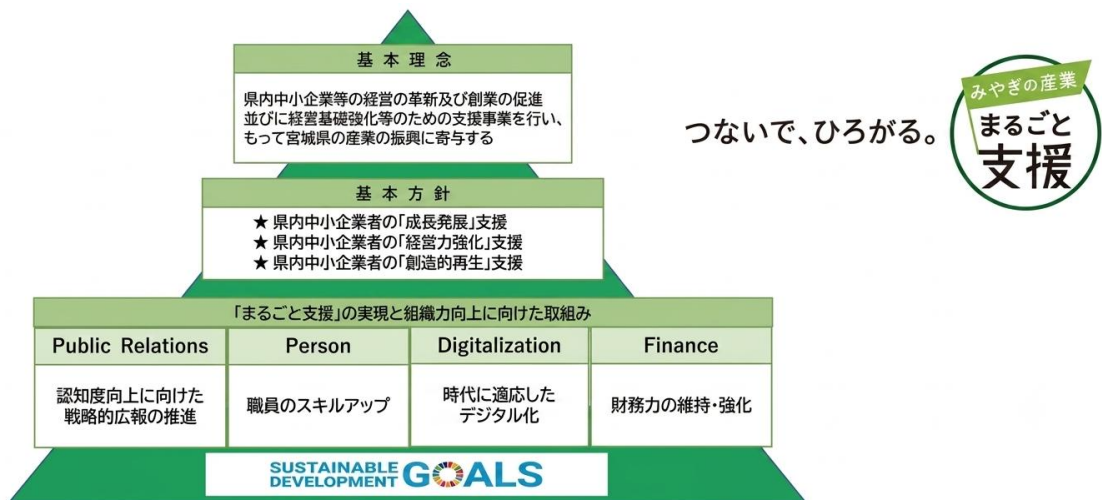 基本理念
県内中小企業等の経営の革新及び創業の促進
並びに経営基礎強化等のための支援事業を行い、
もって宮城県の産業の振興に寄与する
つないで、ひろがる。
みやぎの産業
まるごと
支援
基本方針
★ 県内中小企業者の「成長発展」支援
★ 県内中小企業者の「経営力強化」支援
★ 県内中小企業者の「創造的再生」支援
「まるごと支援」の実現と組織力向上に向けた取組み
Public Relations
認知度向上に向けた
戦略的広報の推進
Person
職員のスキルアップ
Digitalization
時代に適応した
デジタル化
Finance
財務力の維持・強化
SUSTAINABLE
DEVELOPMENT
GOALS